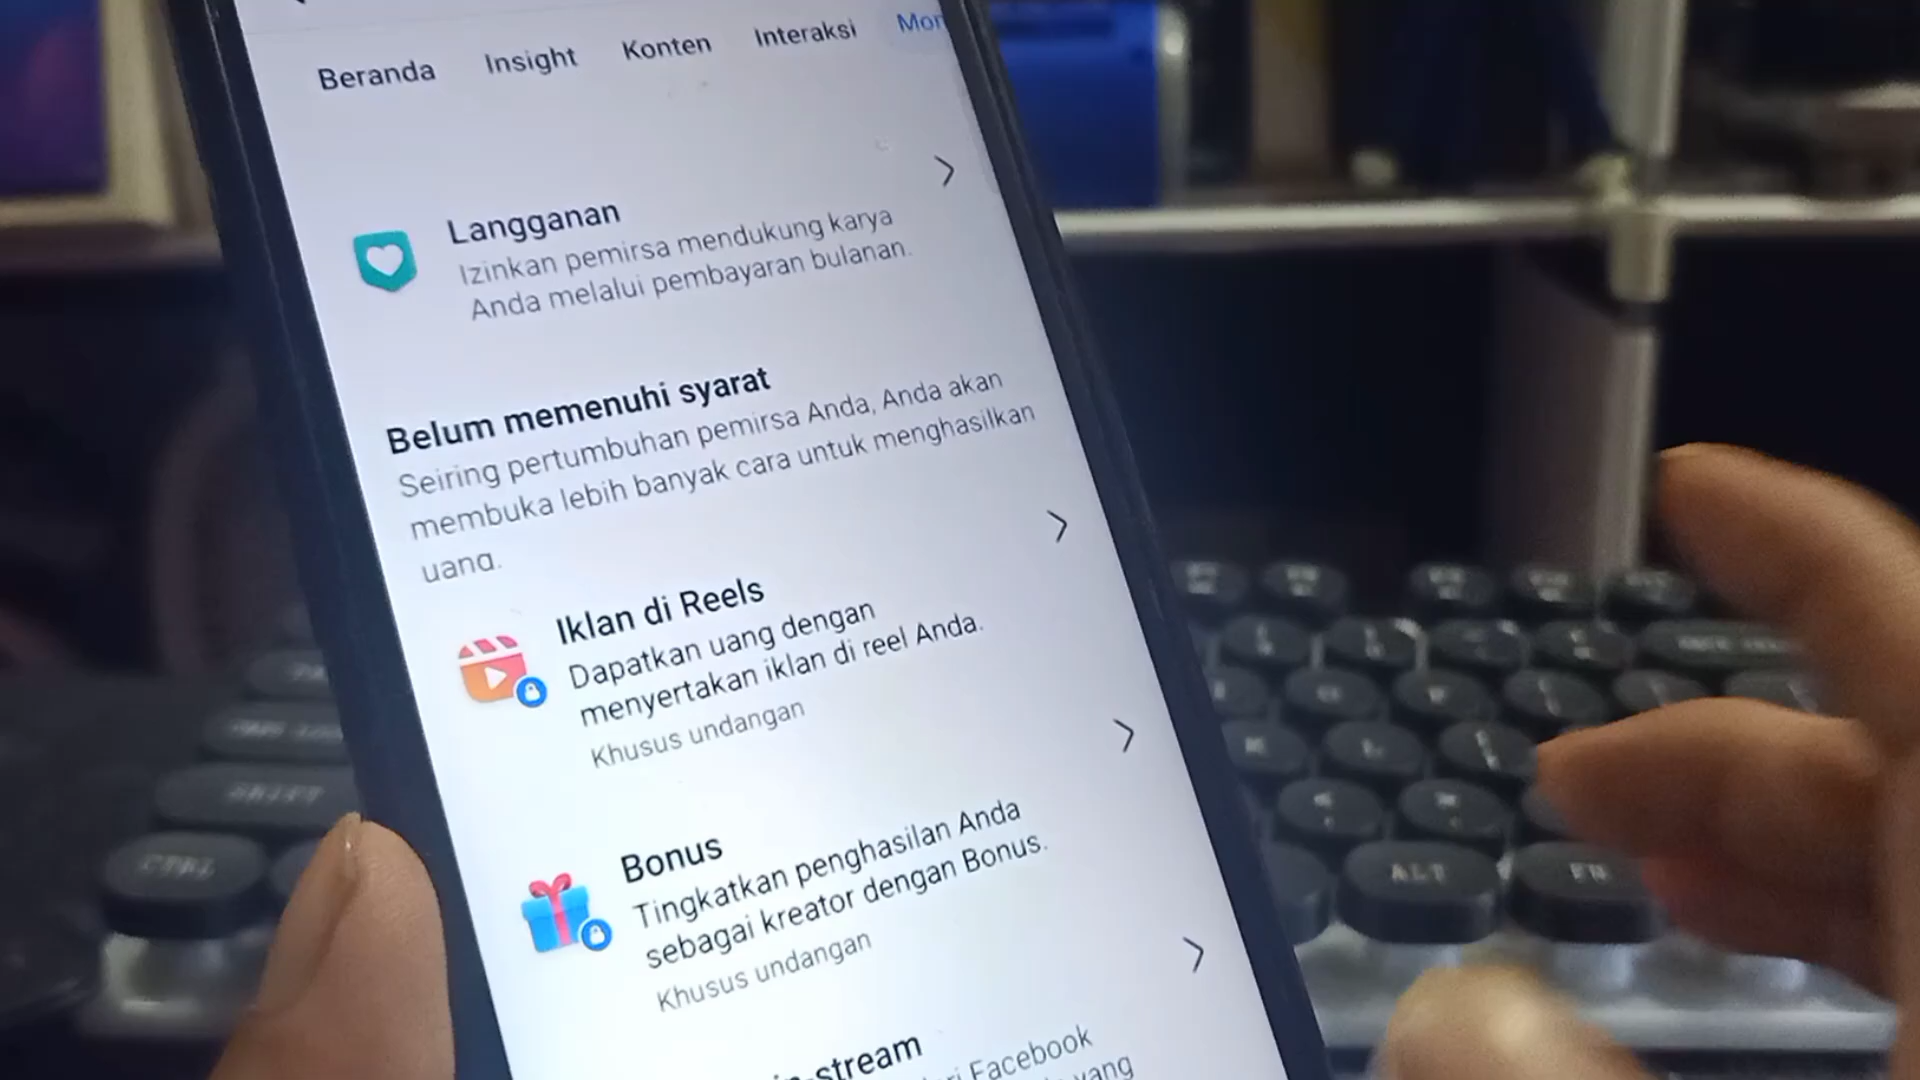 Beranda Insight Konten Interaksi Mon
Langganan
Izinkan pemirsa mendukung karya
Anda melalui pembayaran bulanan.
Belum memenuhi syarat
Seiring pertumbuhan pemirsa Anda, Anda akan
membuka lebih banyak cara untuk menghasilkan
uang.
Iklan di Reels
Dapatkan uang dengan
menyertakan iklan di reel Anda.
Khusus undangan
Bonus
Tingkatkan penghasilan Anda
sebagai kreator dengan Bonus.
Khusus undangan
stream
Facebook
yang
SHIFT
CTRL
ALT
FN